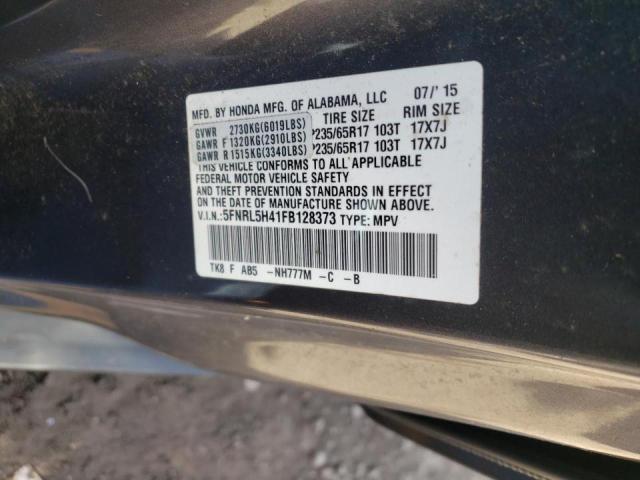 MFD. BY HONDA MFG. OF ALABAMA, LLC 07/' 15
TIRE SIZE RIM SIZE
GVWR 2730KG(6019LBS)
GAWR F 1320KG(2910LBS) P235/65R17 103T 17X7J
GAWR R 1515KG(3340LBS) P235/65R17 103T 17X7J
THIS VEHICLE CONFORMS TO ALL APPLICABLE
FEDERAL MOTOR VEHICLE SAFETY
AND THEFT PREVENTION STANDARDS IN EFFECT
ON THE DATE OF MANUFACTURE SHOWN ABOVE.
V.I.N.:5FNRL5H41FB128373 TYPE: MPV
TK8 F AB5 -NH777M -C -B